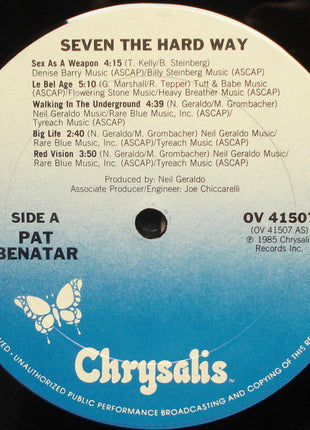 SEVEN THE HARD WAY
Sex As A Weapon 4:15 (T. Kelly/B. Steinberg)
Denise Barry Music (ASCAP)/Billy Steinberg Music (ASCAP)
Le Bel Age 5:10 (G. Marshall/R. Tepper) Tutt & Babe Music
(ASCAP)/Flowering Stone Music/Heavy Breather Music (ASCAP)
Walking In The Underground 4:39 (N. Geraldo/M. Grombacher)
Neil Geraldo Music/Rare Blue Music, Inc. (ASCAP)/
Tyreach Music (ASCAP)
Big Life 2:40 (N. Geraldo/M. Grombacher) Neil Geraldo Music/
Rare Blue Music, Inc. (ASCAP)/Tyreach Music (ASCAP)
Red Vision 3:50 (N. Geraldo/M. Grombacher) Neil Geraldo Music/
Rare Blue Music, Inc. (ASCAP)/Tyreach Music (ASCAP)
Produced by: Neil Geraldo
Associate Producer/Engineer: Joe Chiccarelli
SIDE A
PAT
BENATAR
OV 41507
(OV 41507 AS)
℗ 1985 Chrysalis
Records Inc.
Chrysalis™
UNAUTHORIZED PUBLIC PERFORMANCE BROADCASTING AND COPYING OF THIS